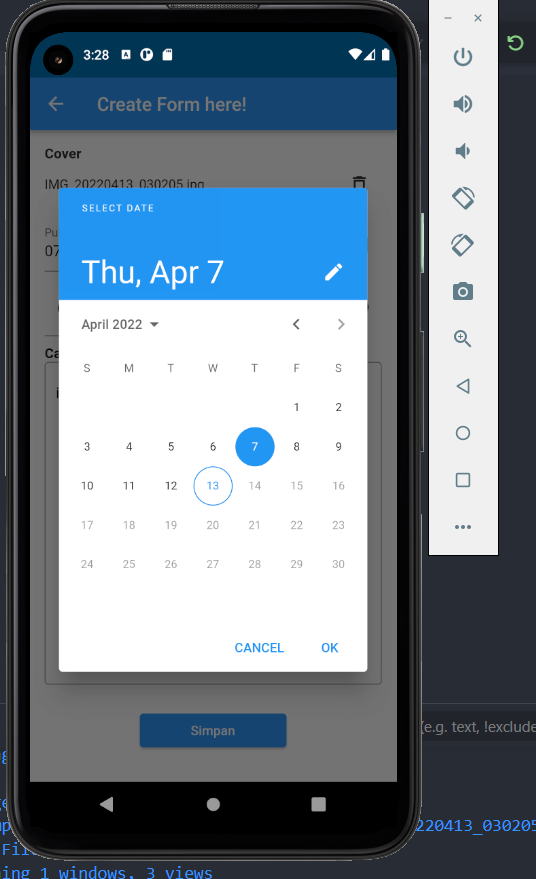 3:28
Create Form here!
Cover
IMG_20220413_030205.jpg
SELECT DATE
Thu, Apr 7
07
April 2022
S M T W T F S
1 2
3 4 5 6 7 8 9
10 11 12 13 14 15 16
17 18 19 20 21 22 23
24 25 26 27 28 29 30
CANCEL OK
Simpan
(e.g. text, !exclude
220413_030205
ing 1 windows, 3 views